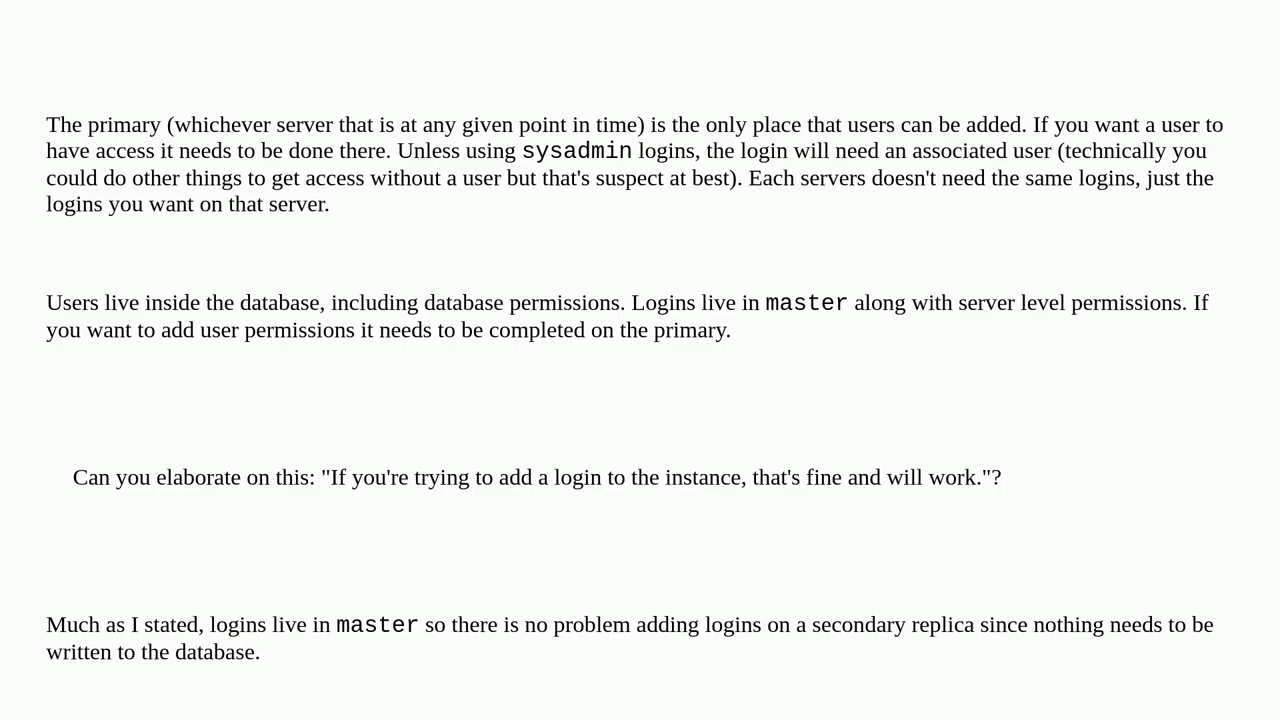 The primary (whichever server that is at any given point in time) is the only place that users can be added. If you want a user to
have access it needs to be done there. Unless using sysadmin logins, the login will need an associated user (technically you
could do other things to get access without a user but that's suspect at best). Each servers doesn't need the same logins, just the
logins you want on that server.
Users live inside the database, including database permissions. Logins live in master along with server level permissions. If
you want to add user permissions it needs to be completed on the primary.
Can you elaborate on this: "If you're trying to add a login to the instance, that's fine and will work."?
Much as I stated, logins live in master so there is no problem adding logins on a secondary replica since nothing needs to be
written to the database.